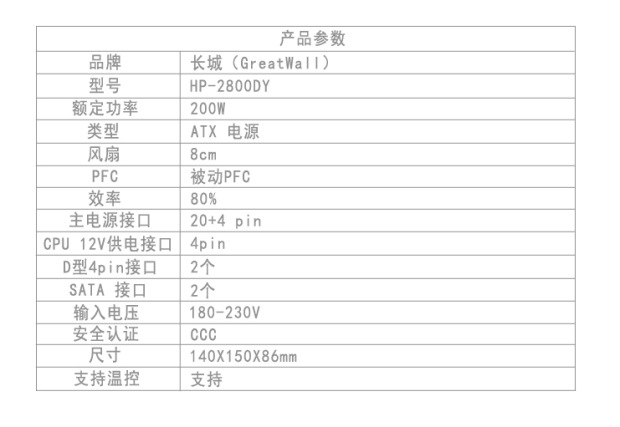 产品参数
品牌 长城（GreatWall）
型号 HP-2800DY
额定功率 200W
类型 ATX 电源
风扇 8cm
PFC 被动PFC
效率 80%
主电源接口 20+4 pin
CPU 12V供电接口 4pin
D型4pin接口 2个
SATA 接口 2个
输入电压 180-230V
安全认证 CCC
尺寸 140X150X86mm
支持温控 支持